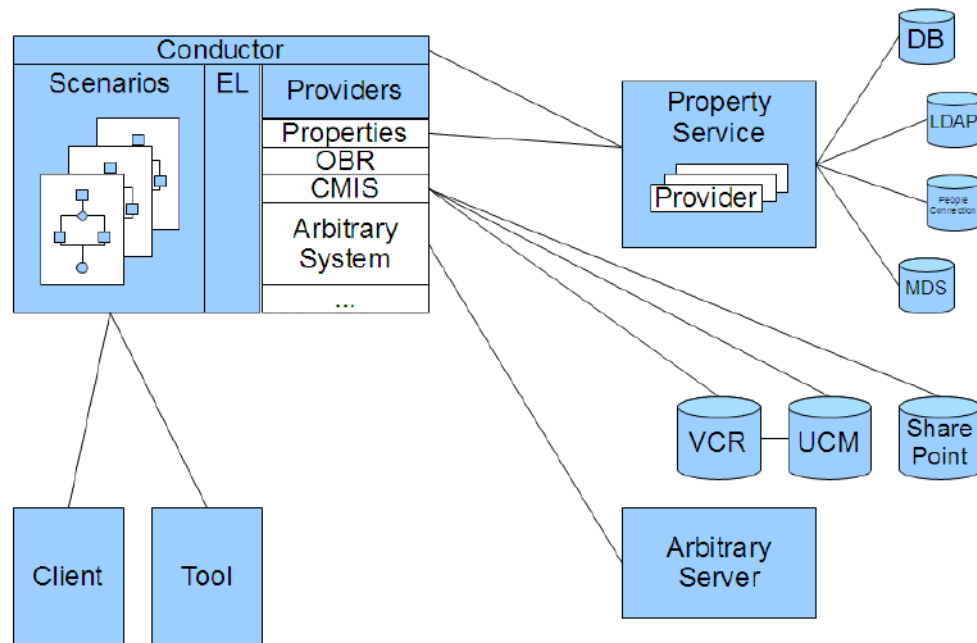 Conductor
Scenarios
EL
Providers
Properties
OBR
CMIS
Arbitrary
System
...
Property
Service
Provider
DB
LDAP
People
Connection
MDS
VCR
UCM
Share
Point
Client
Tool
Arbitrary
Server